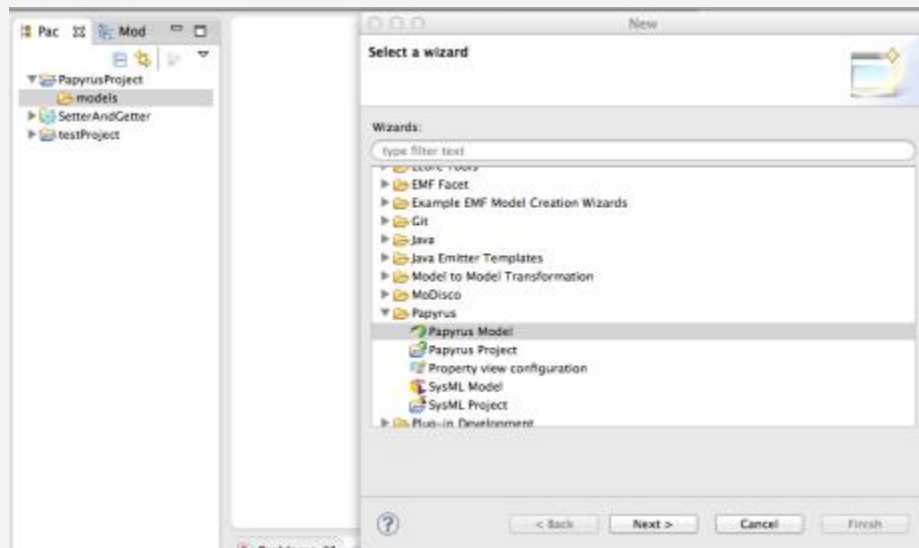 Pac Mod
PapyrusProject
models
SetterAndGetter
testProject
New
Select a wizard
Wizards:
type filter text
Ecore Tools
EMF Facet
Example EMF Model Creation Wizards
Git
Java
Java Emitter Templates
Model to Model Transformation
MoDisco
Papyrus
Papyrus Model
Papyrus Project
Property view configuration
SysML Model
SysML Project
Plug-in Development
? < Back Next > Cancel Finish